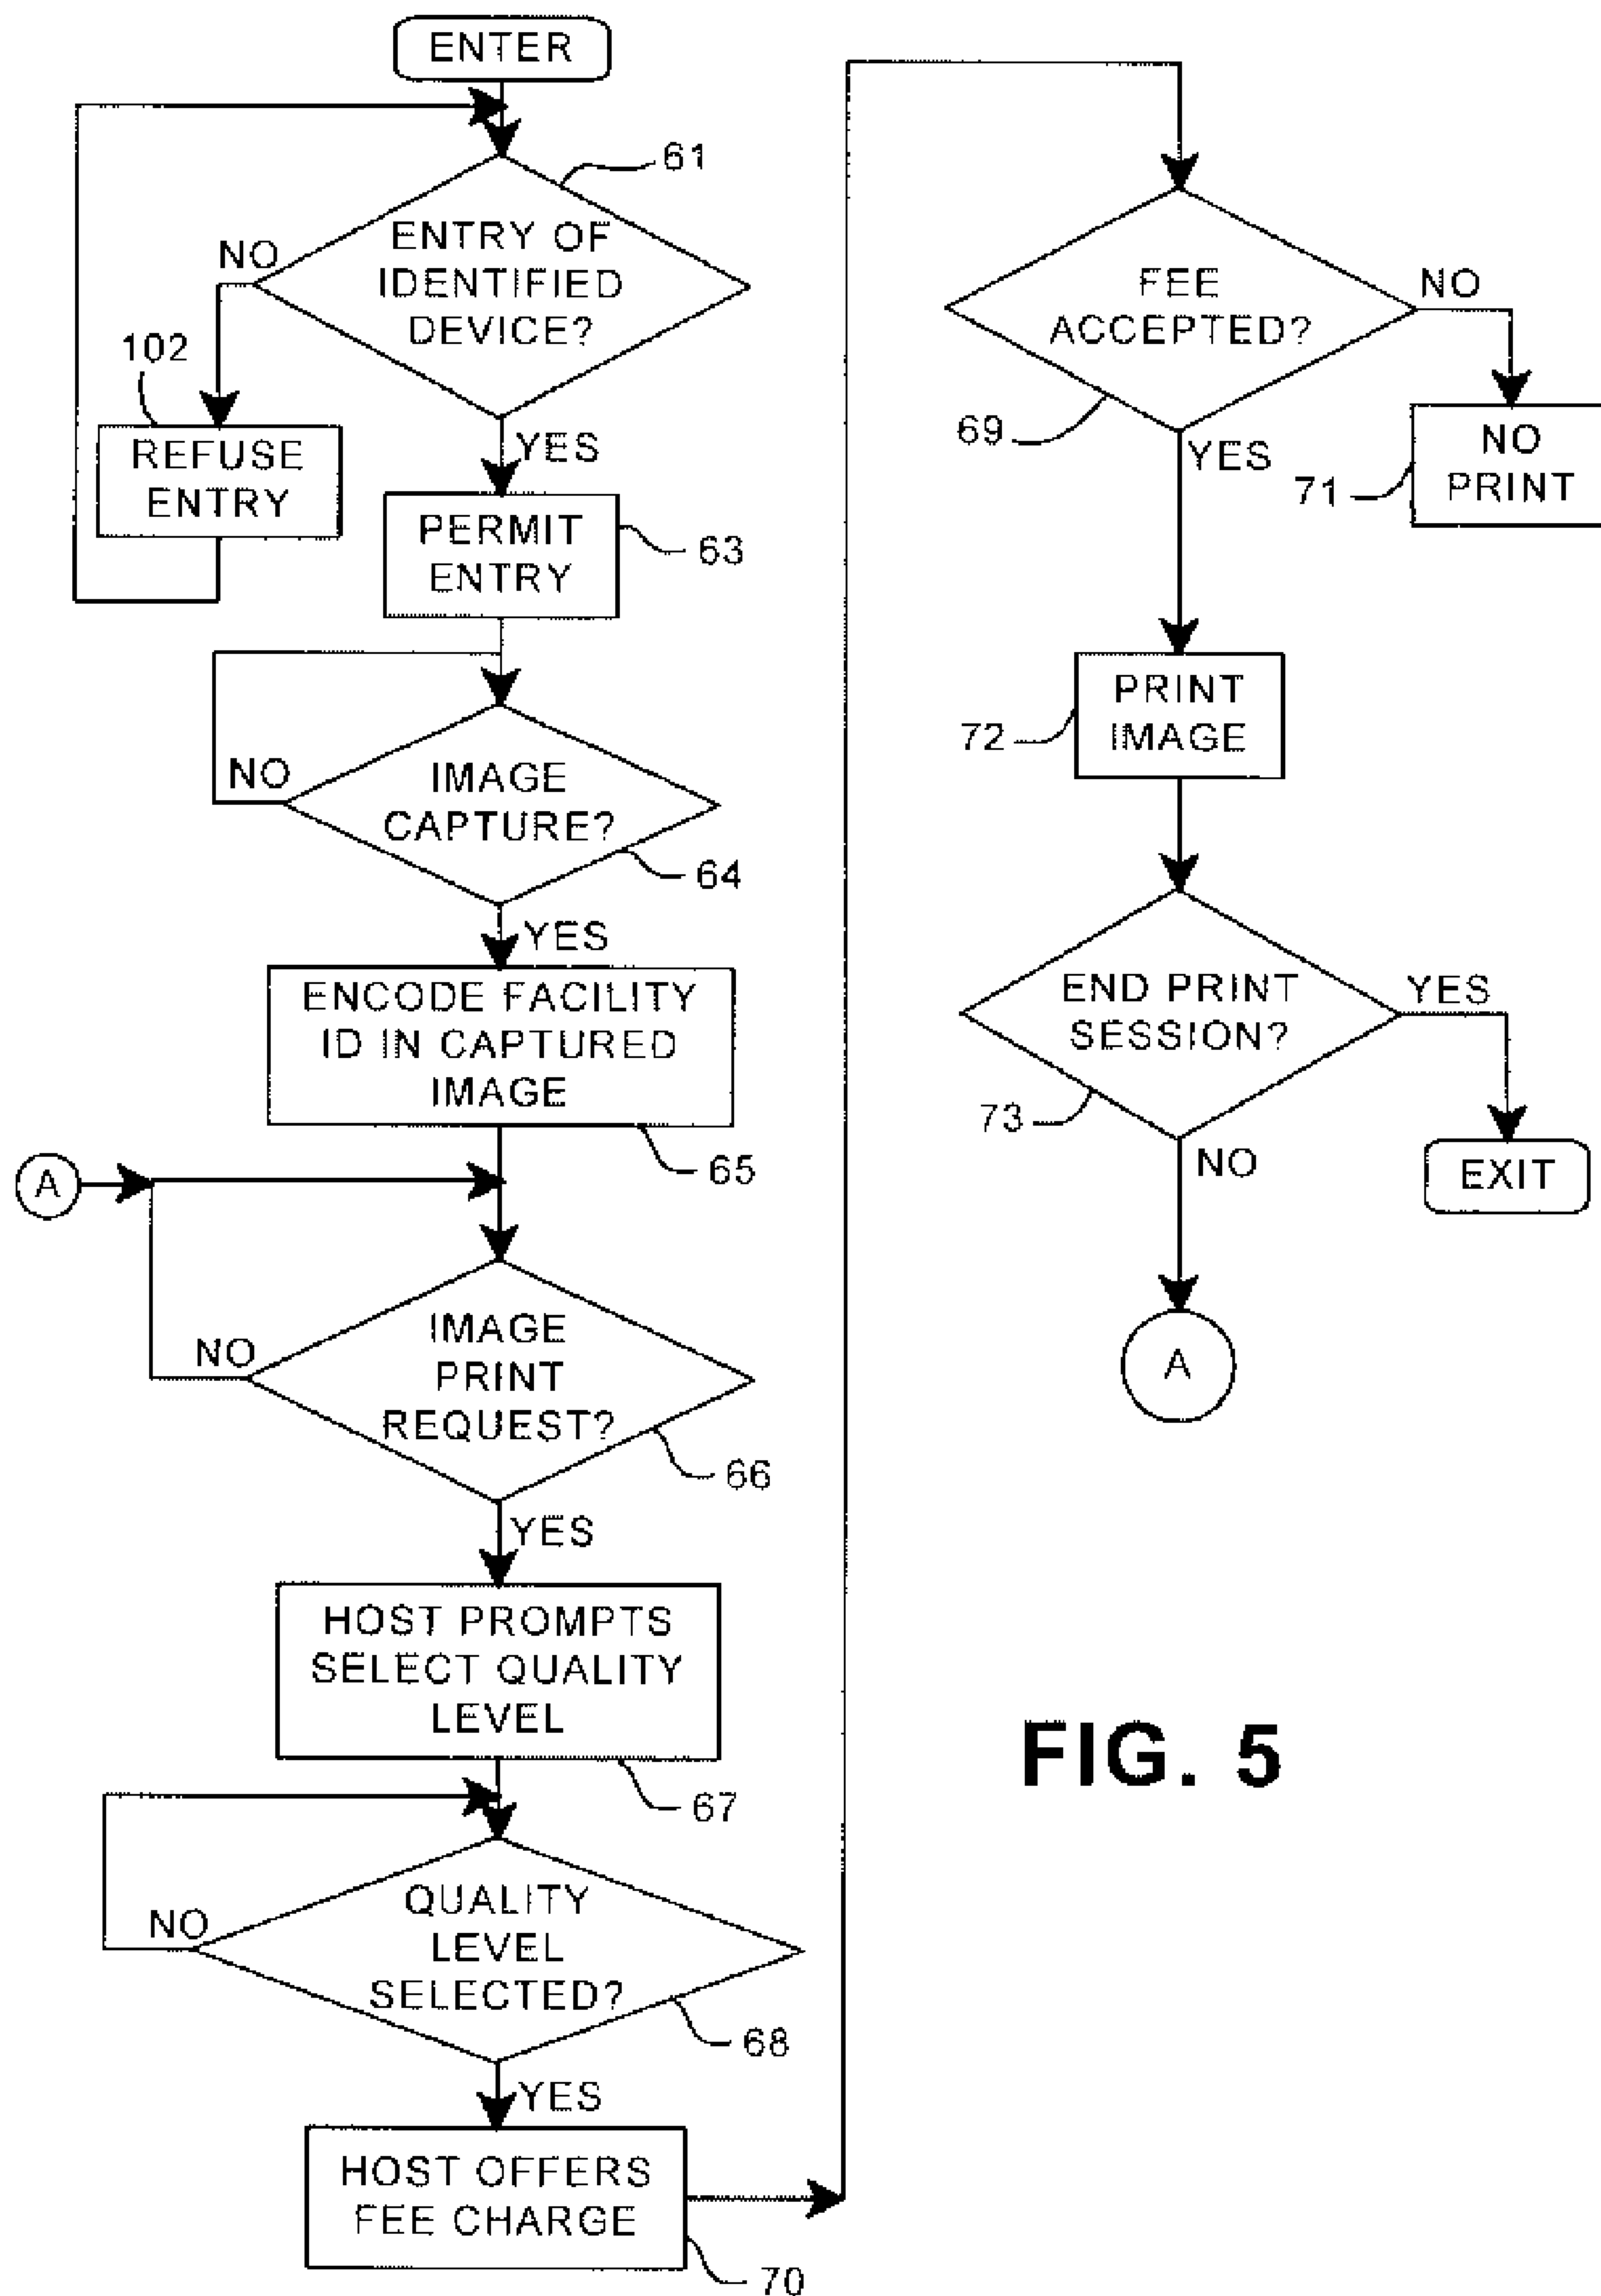 ENTER
61
ENTRY OF
IDENTIFIED
DEVICE?
NO
102
REFUSE
ENTRY
YES
PERMIT
ENTRY
63
IMAGE
CAPTURE?
NO
64
YES
ENCODE FACILITY
ID IN CAPTURED
IMAGE
65
A
IMAGE
PRINT
REQUEST?
NO
66
YES
HOST PROMPTS
SELECT QUALITY
LEVEL
67
QUALITY
LEVEL
SELECTED?
NO
68
YES
HOST OFFERS
FEE CHARGE
70
FEE
ACCEPTED?
NO
69
YES
NO
PRINT
71
PRINT
IMAGE
72
END PRINT
SESSION?
YES
73
NO
EXIT
A
FIG. 5